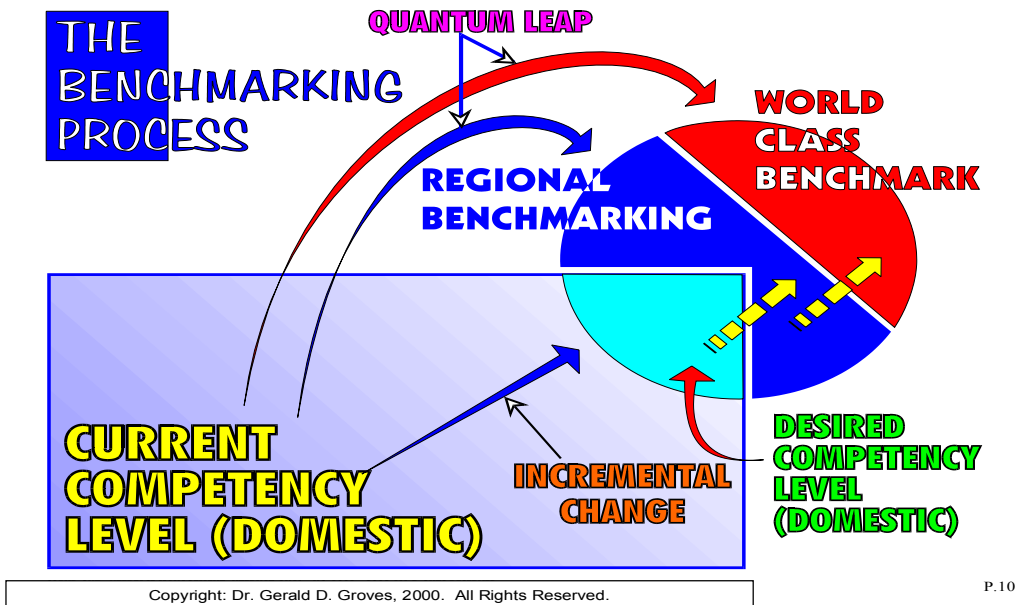 THE
BENCHMARKING
PROCESS
QUANTUM LEAP
WORLD
CLASS
BENCHMARK
REGIONAL
BENCHMARKING
CURRENT
COMPETENCY
LEVEL (DOMESTIC)
INCREMENTAL
CHANGE
DESIRED
COMPETENCY
LEVEL
(DOMESTIC)
Copyright: Dr. Gerald D. Groves, 2000. All Rights Reserved.
P.10